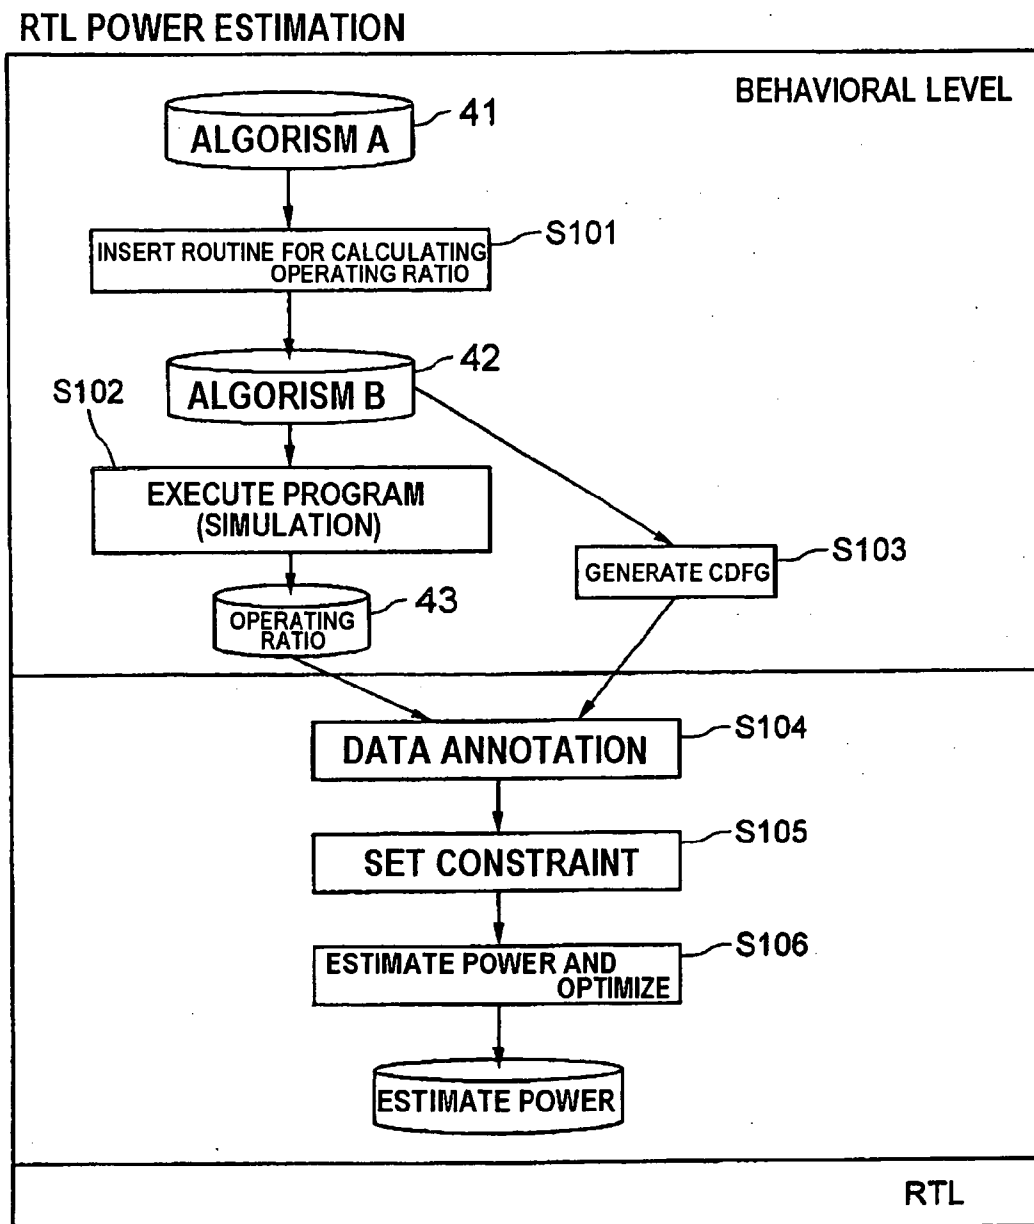 RTL POWER ESTIMATION
BEHAVIORAL LEVEL
ALGORISM A
41
INSERT ROUTINE FOR CALCULATING
OPERATING RATIO
S101
ALGORISM B
42
S102
EXECUTE PROGRAM
(SIMULATION)
GENERATE CDFG
S103
OPERATING
RATIO
43
DATA ANNOTATION
S104
SET CONSTRAINT
S105
ESTIMATE POWER AND
OPTIMIZE
S106
ESTIMATE POWER
RTL